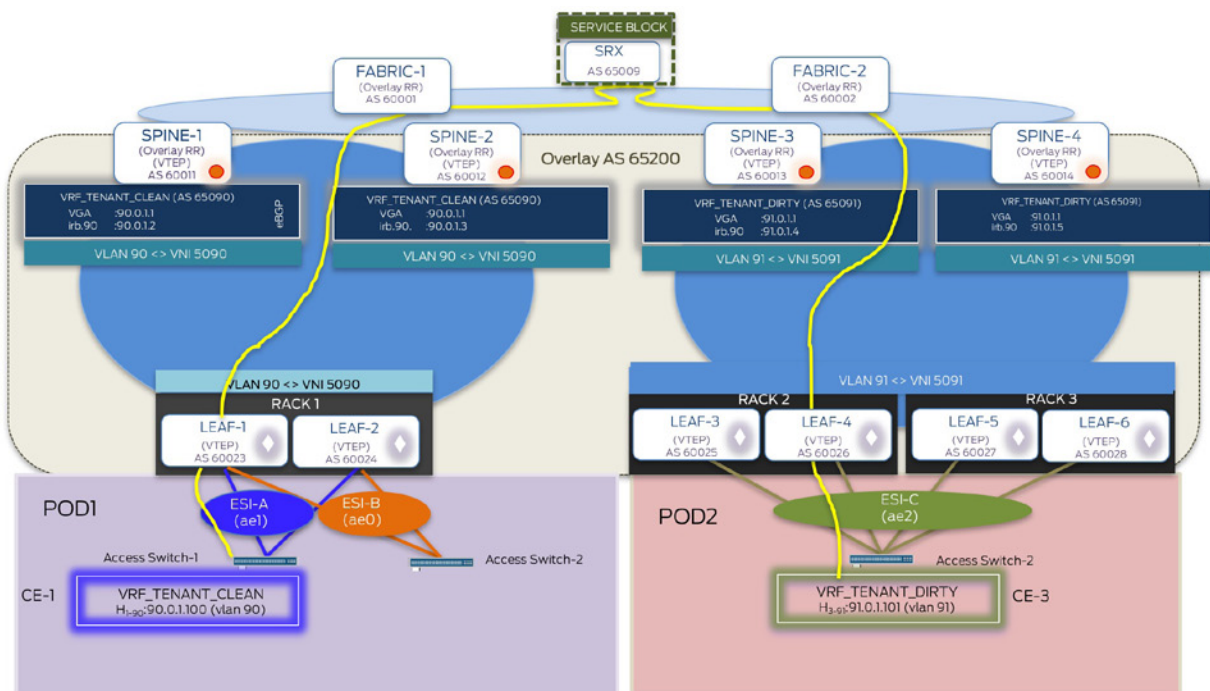 SERVICE BLOCK
SRX
AS 65009
FABRIC-1
(Overlay RR)
AS 60001
FABRIC-2
(Overlay RR)
AS 60002
SPINE-1
(Overlay RR)
(VTEP)
AS 60011
SPINE-2
(Overlay RR)
(VTEP)
AS 60012
Overlay AS 65200
SPINE-3
(Overlay RR)
(VTEP)
AS 60013
SPINE-4
(Overlay RR)
(VTEP)
AS 60014
VRF_TENANT_CLEAN (AS 65090)
VGA :90.0.1.1
irb.90 :90.0.1.2
eBGP
VLAN 90 <> VNI 5090
VRF_TENANT_CLEAN (AS 65090)
VGA :90.0.1.1
irb.90. :90.0.1.3
VLAN 90 <> VNI 5090
VRF_TENANT_DIRTY (AS 65091)
VGA :91.0.1.1
irb.90 :91.0.1.4
VLAN 91 <> VNI 5091
VRF_TENANT_DIRTY (AS 65091)
VGA :91.0.1.1
irb.90 :91.0.1.5
VLAN 91 <> VNI 5091
VLAN 90 <> VNI 5090
RACK 1
LEAF-1
(VTEP)
AS 60023
LEAF-2
(VTEP)
AS 60024
VLAN 91 <> VNI 5091
RACK 2
RACK 3
LEAF-3
(VTEP)
AS 60025
LEAF-4
(VTEP)
AS 60026
LEAF-5
(VTEP)
AS 60027
LEAF-6
(VTEP)
AS 60028
POD1
ESI-A
(ae1)
ESI-B
(ae0)
Access Switch-1
Access Switch-2
CE-1
VRF_TENANT_CLEAN
H1-90:90.0.1.100 (vlan 90)
POD2
ESI-C
(ae2)
Access Switch-2
VRF_TENANT_DIRTY
H3-91:91.0.1.101 (vlan 91)
CE-3